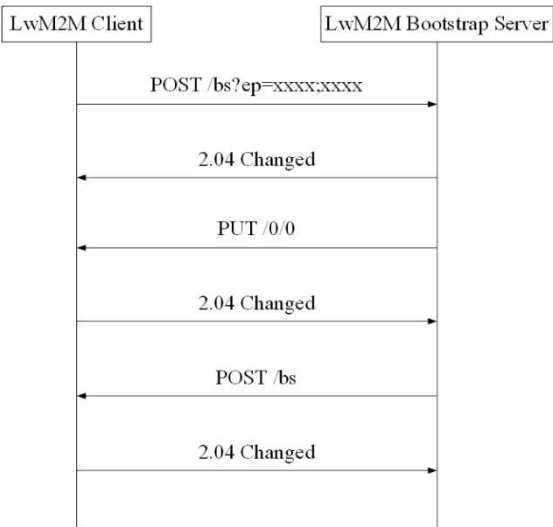 LwM2M Client
LwM2M Bootstrap Server
POST /bs?ep=xxxx;xxxx
2.04 Changed
PUT /0/0
2.04 Changed
POST /bs
2.04 Changed